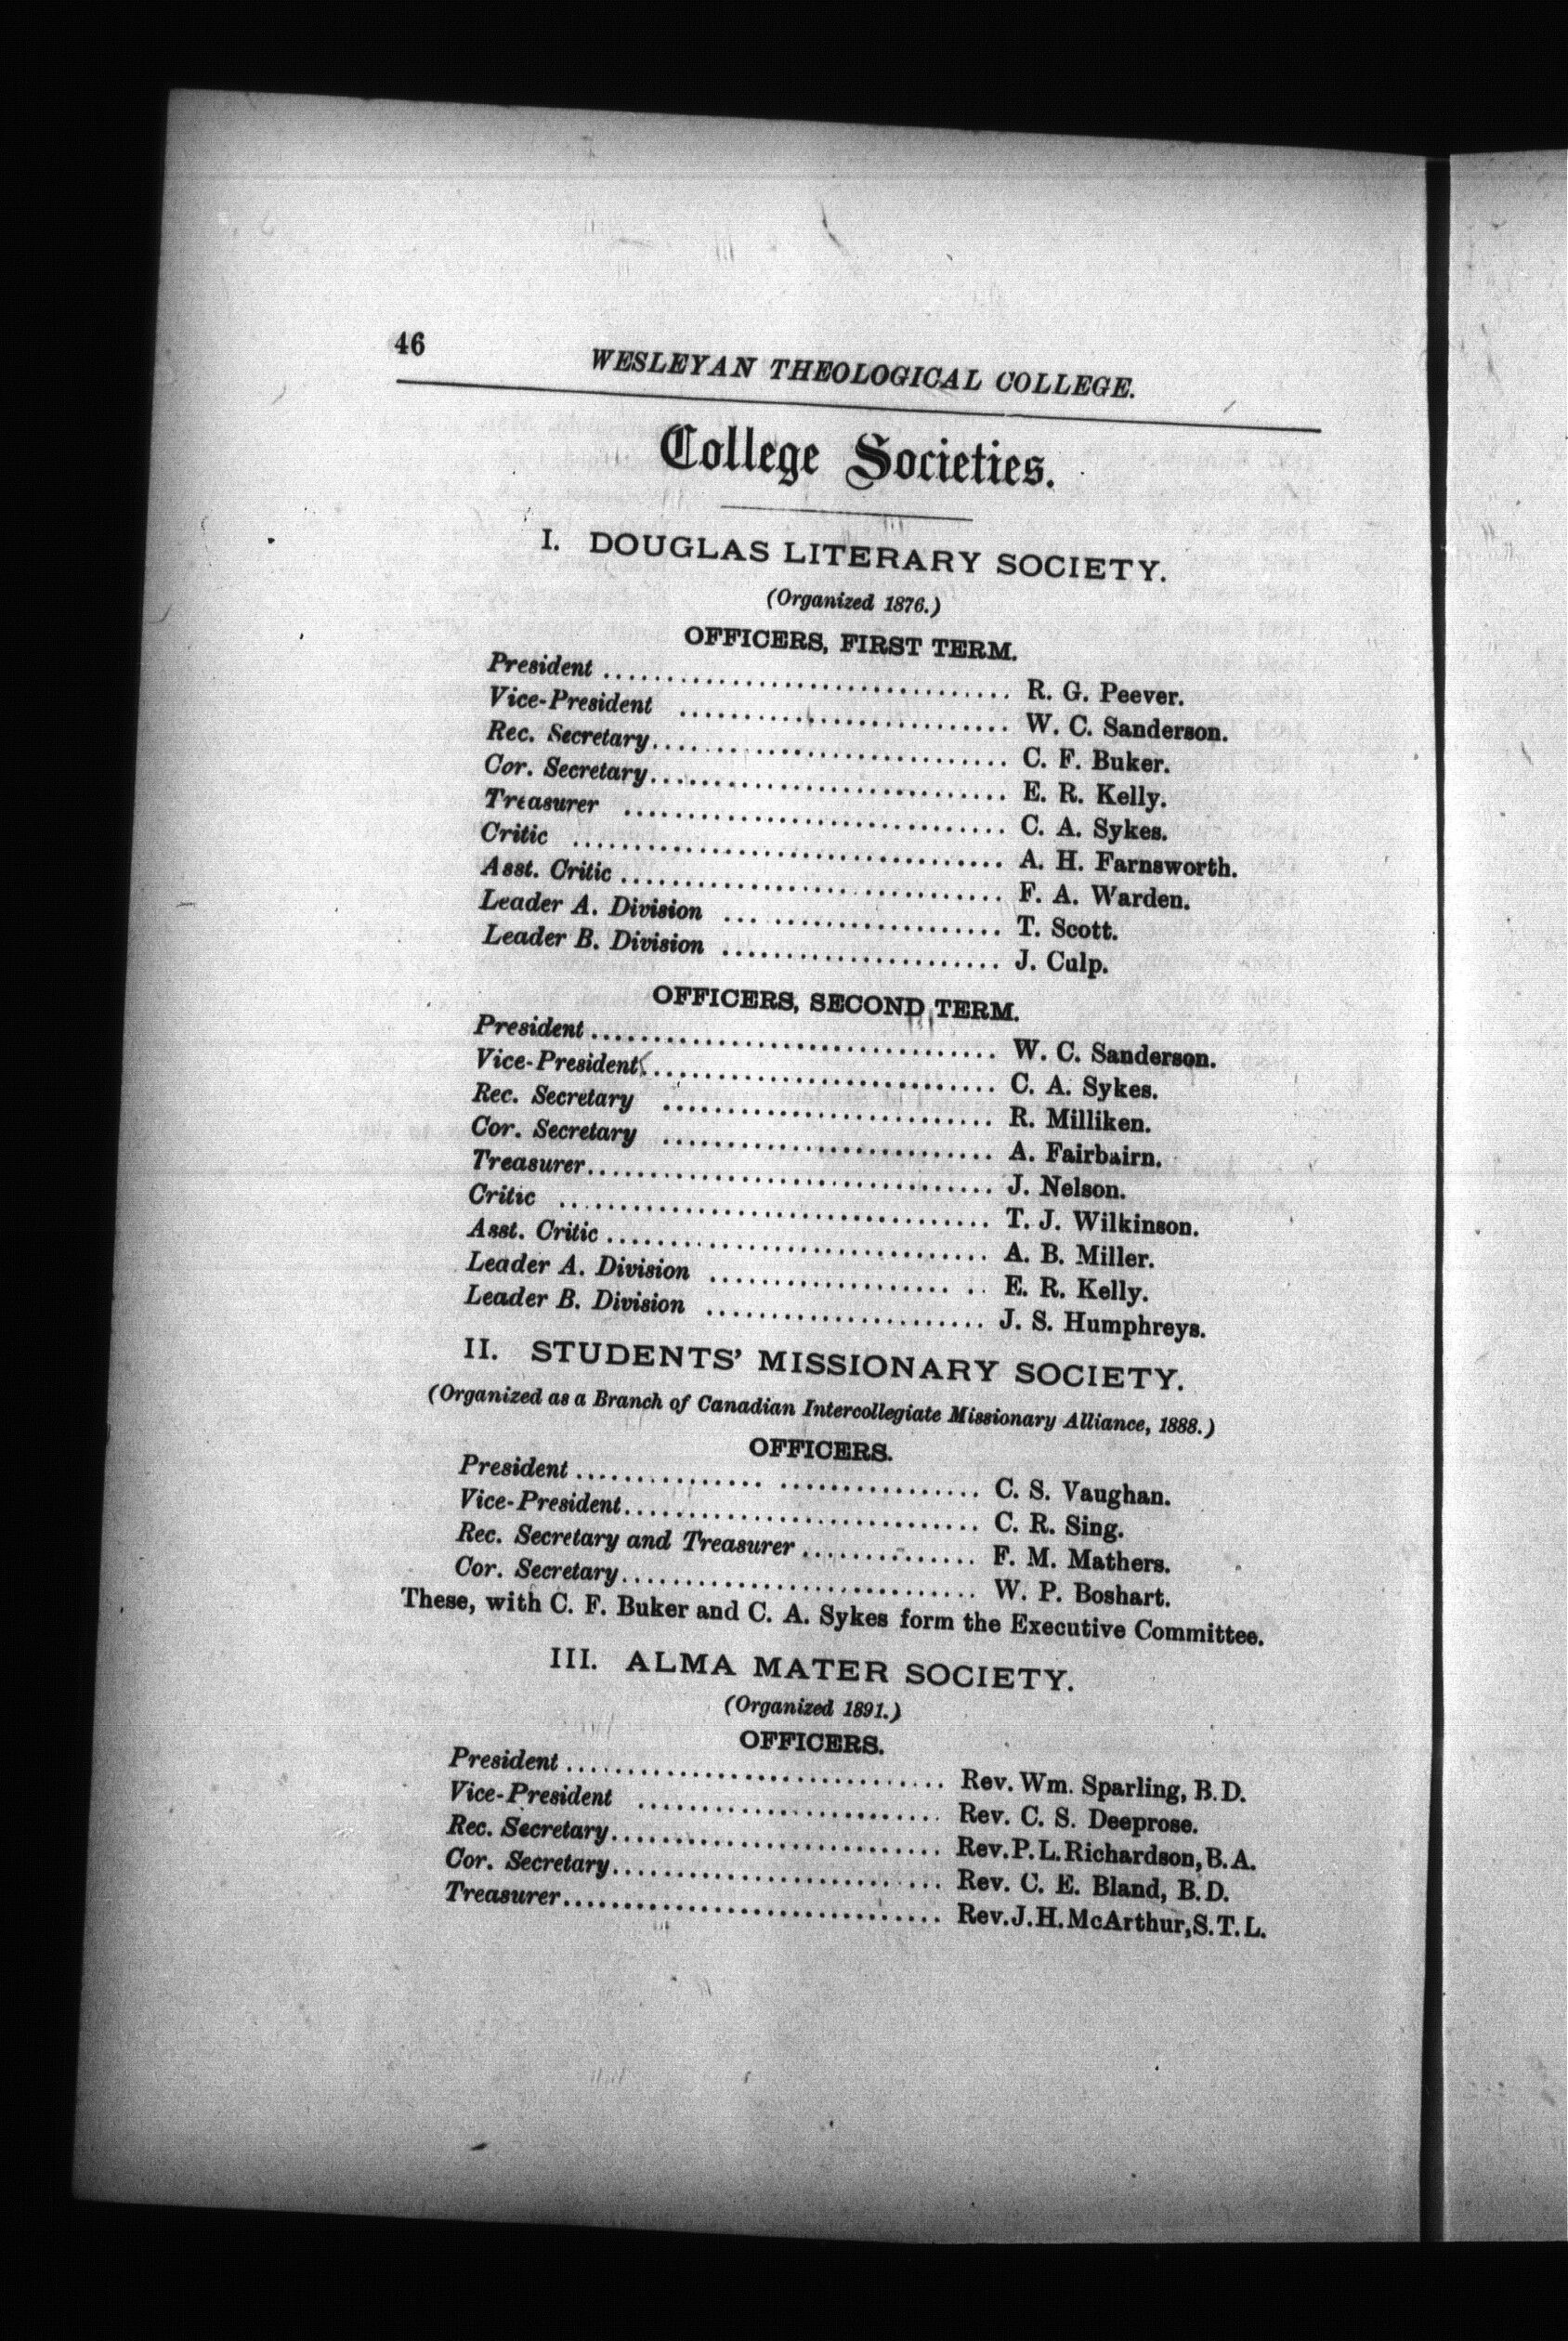 46
WESLEYAN THEOLOGICAL COLLEGE.
College Societies.
I. DOUGLAS LITERARY SOCIETY.
(Organized 1876.)
OFFICERS, FIRST TERM.
President ................................ R. G. Peever.
Vice-President .......................... W. C. Sanderson.
Rec. Secretary............................ C. F. Buker.
Cor. Secretary............................ E. R. Kelly.
Treasurer .............................. C. A. Sykes.
Critic .................................. A. H. Farnsworth.
Asst. Critic .............................. F. A. Warden.
Leader A. Division ... .................. T. Scott.
Leader B. Division ...................... J. Culp.
OFFICERS, SECOND TERM.
President ................................ W. C. Sanderson.
Vice-President............................ C. A. Sykes.
Rec. Secretary .......................... R. Milliken.
Cor. Secretary .......................... A. Fairbairn.
Treasurer................................ J. Nelson.
Critic .................................. T. J. Wilkinson.
Asst. Critic .............................. A. B. Miller.
Leader A. Division ................... .. E. R. Kelly.
Leader B. Division ...................... J. S. Humphreys.
II. STUDENTS' MISSIONARY SOCIETY.
(Organized as a Branch of Canadian Intercollegiate Missionary Alliance, 1888.)
OFFICERS.
President ............... ................ C. S. Vaughan.
Vice-President............................ C. R. Sing.
Rec. Secretary and Treasurer .............. F. M. Mathers.
Cor. Secretary............................ W. P. Boshart.
These, with C. F. Buker and C. A. Sykes form the Executive Committee.
III. ALMA MATER SOCIETY.
(Organized 1891.)
OFFICERS.
President .............................. Rev. Wm. Sparling, B.D.
Vice-President ........................ Rev. C. S. Deeprose.
Rec. Secretary.......................... Rev. P. L. Richardson, B.A.
Cor. Secretary.......................... Rev. C. E. Bland, B.D.
Treasurer.............................. Rev. J. H. McArthur, S.T.L.